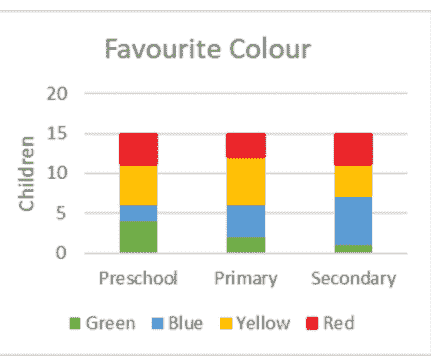 Favourite Colour
Children
20
15
10
5
0
Preschool Primary Secondary
Green Blue Yellow Red